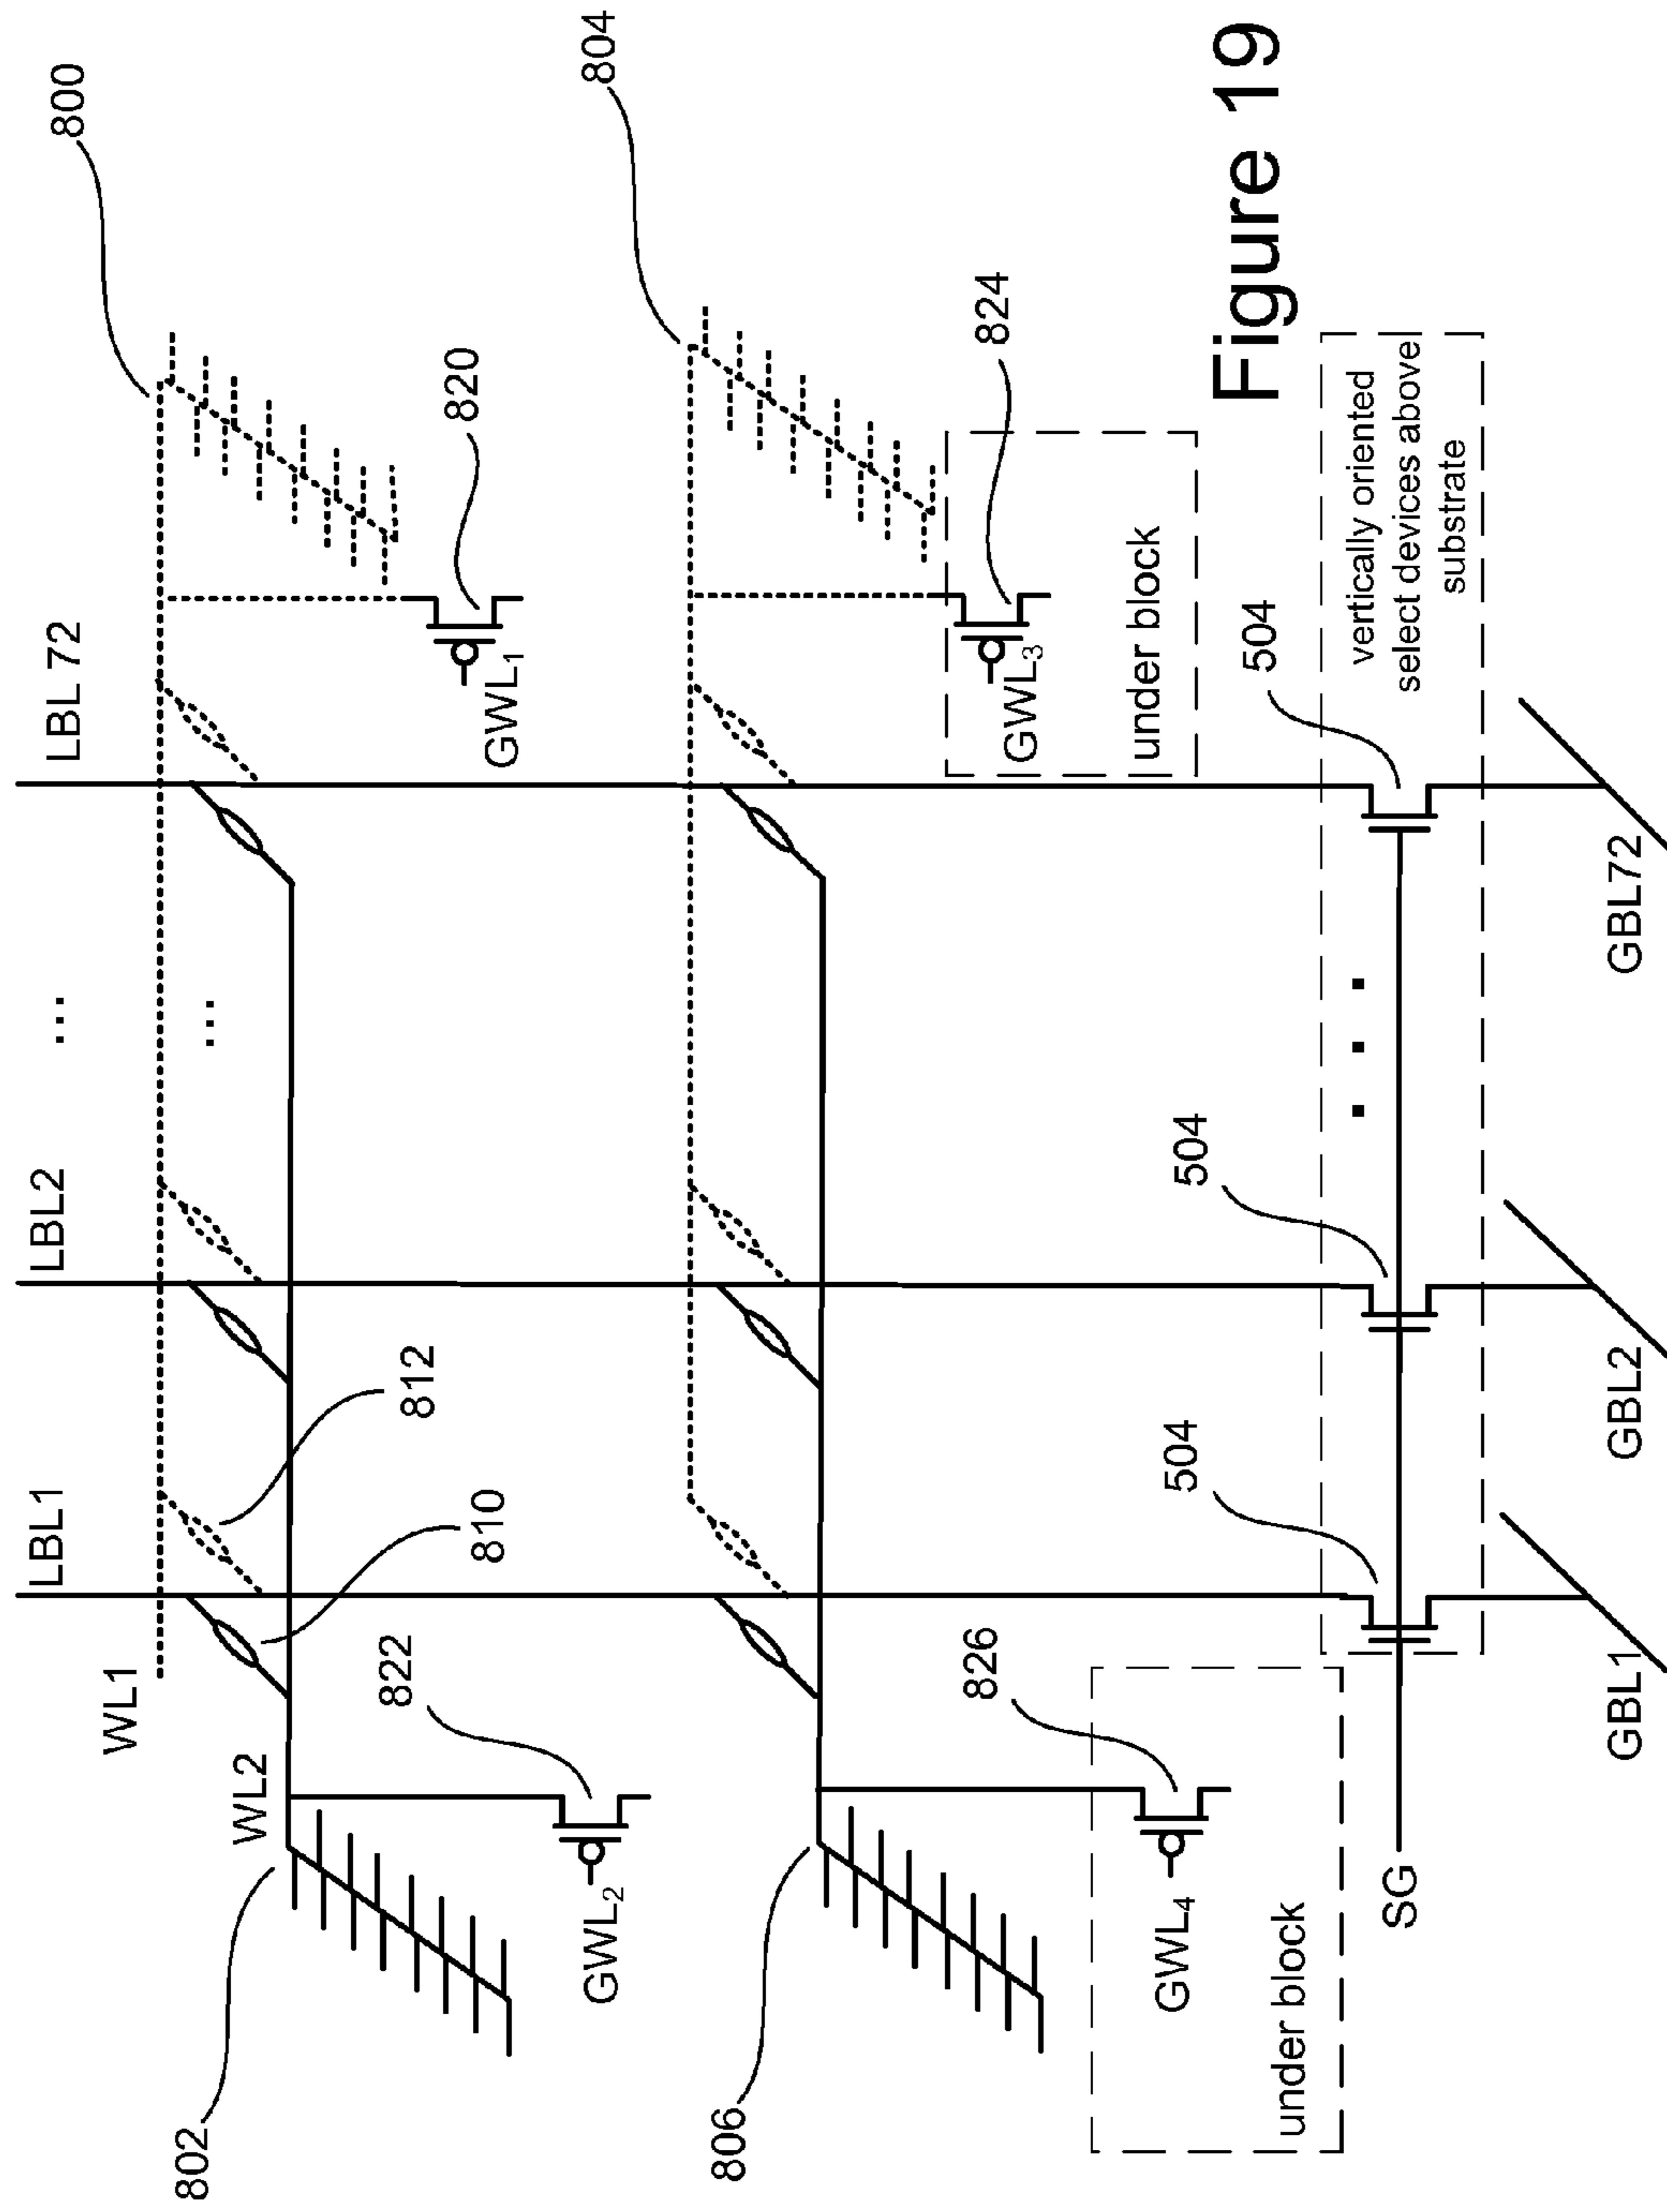 800
804
LBL1
LBL2
...
LBL 72
WL1
...
820
GWL1
WL2
812
810
802
822
GWL2
824
GWL3
under block
806
826
GWL4
under block
504
504
504
vertically oriented
select devices above
substrate
. . .
SG
GBL1
GBL2
GBL72
Figure 19